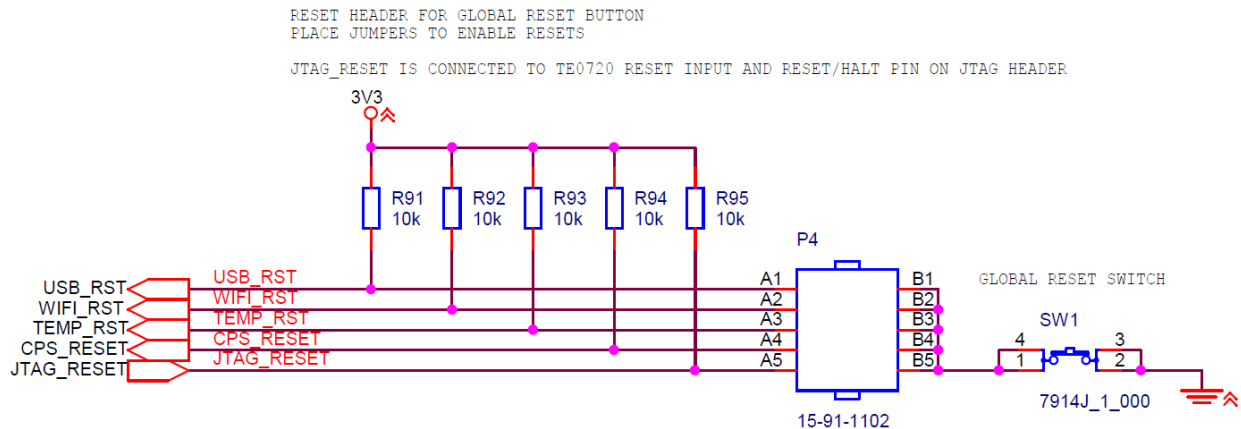 RESET HEADER FOR GLOBAL RESET BUTTON
PLACE JUMPERS TO ENABLE RESETS
JTAG_RESET IS CONNECTED TO TE0720 RESET INPUT AND RESET/HALT PIN ON JTAG HEADER
3V3
R91 R92 R93 R94 R95
10k 10k 10k 10k 10k
P4
USB_RST USB_RST A1 B1 GLOBAL RESET SWITCH
WIFI_RST WIFI_RST A2 B2
TEMP_RST TEMP_RST A3 B3 SW1
CPS_RESET CPS_RESET A4 B4 4 3
JTAG_RESET JTAG_RESET A5 B5 1 2
7914J_1_000
15-91-1102